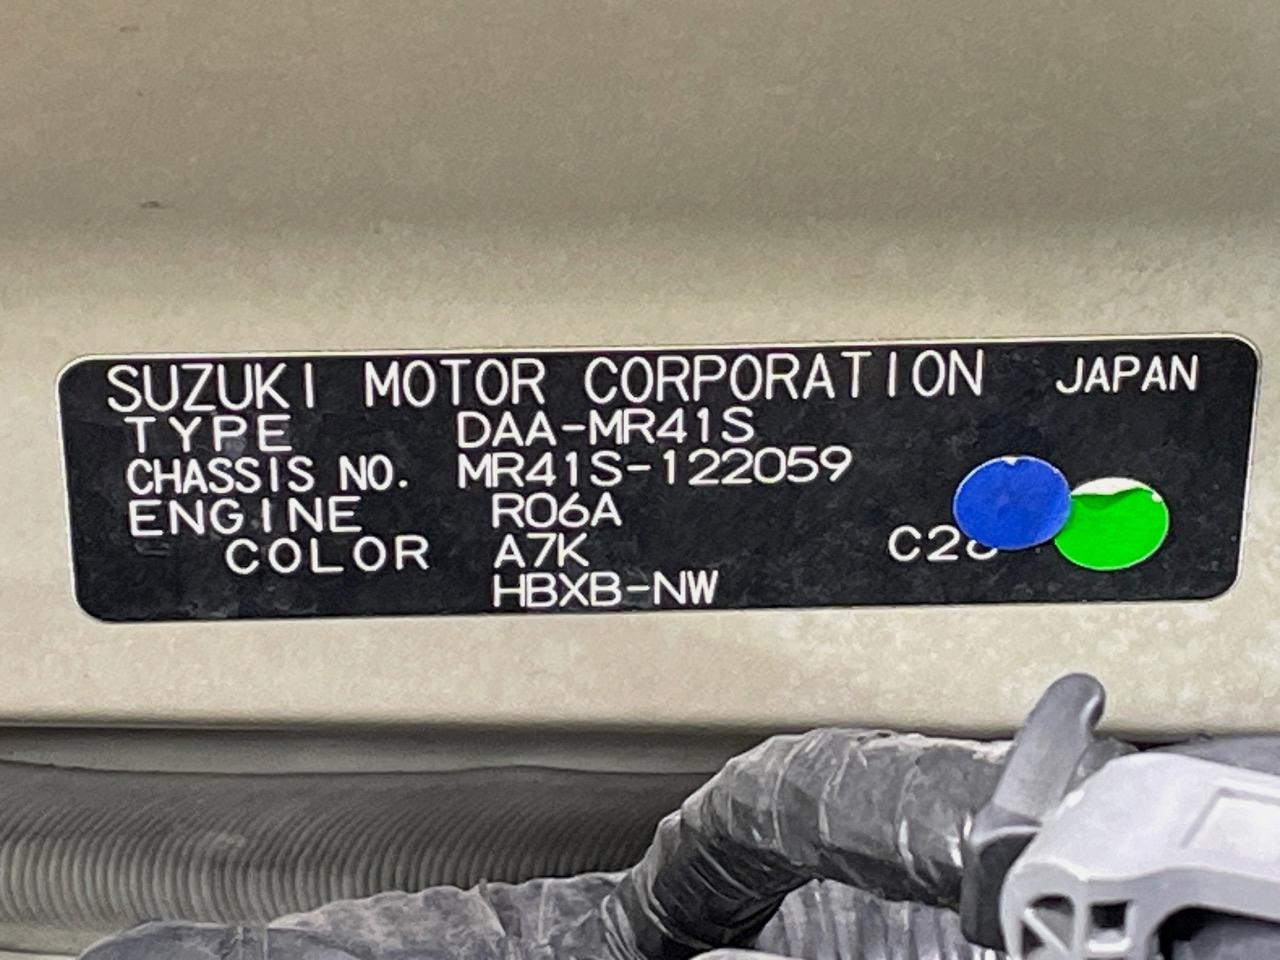 SUZUKI MOTOR CORPORATION JAPAN
TYPE DAA-MR41S
CHASSIS NO. MR41S-122059
ENGINE R06A
COLOR A7K
HBXB-NW